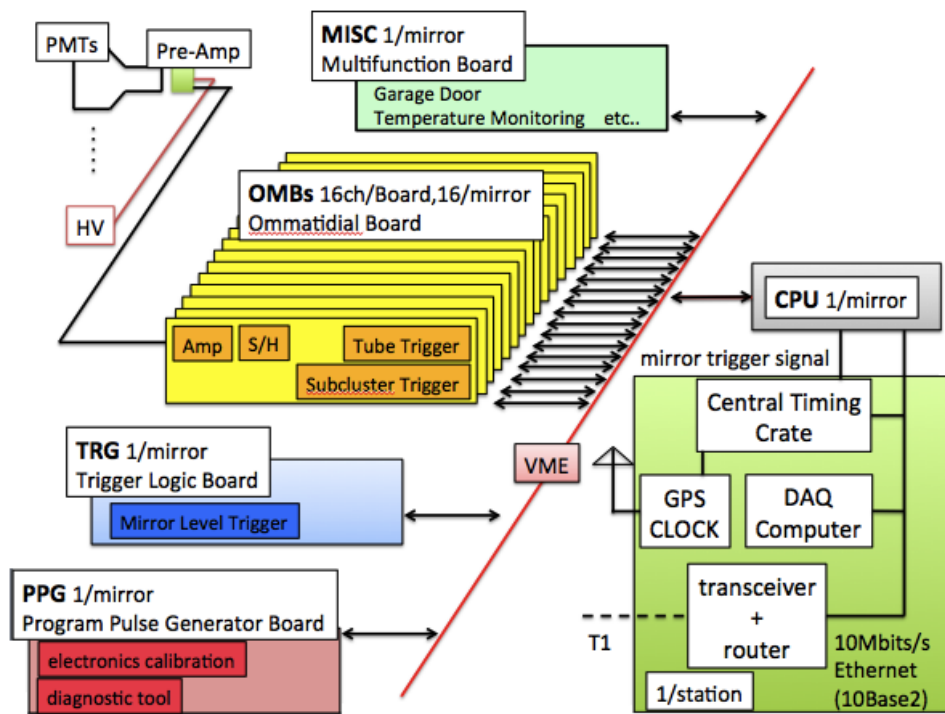 PMTs
Pre-Amp
HV
MISC 1/mirror
Multifunction Board
Garage Door
Temperature Monitoring etc..
OMBs 16ch/Board,16/mirror
Ommatidial Board
Amp
S/H
Tube Trigger
Subcluster Trigger
CPU 1/mirror
mirror trigger signal
Central Timing
Crate
GPS
CLOCK
DAQ
Computer
transceiver
+
router
T1
10Mbits/s
Ethernet
(10Base2)
1/station
VME
TRG 1/mirror
Trigger Logic Board
Mirror Level Trigger
PPG 1/mirror
Program Pulse Generator Board
electronics calibration
diagnostic tool